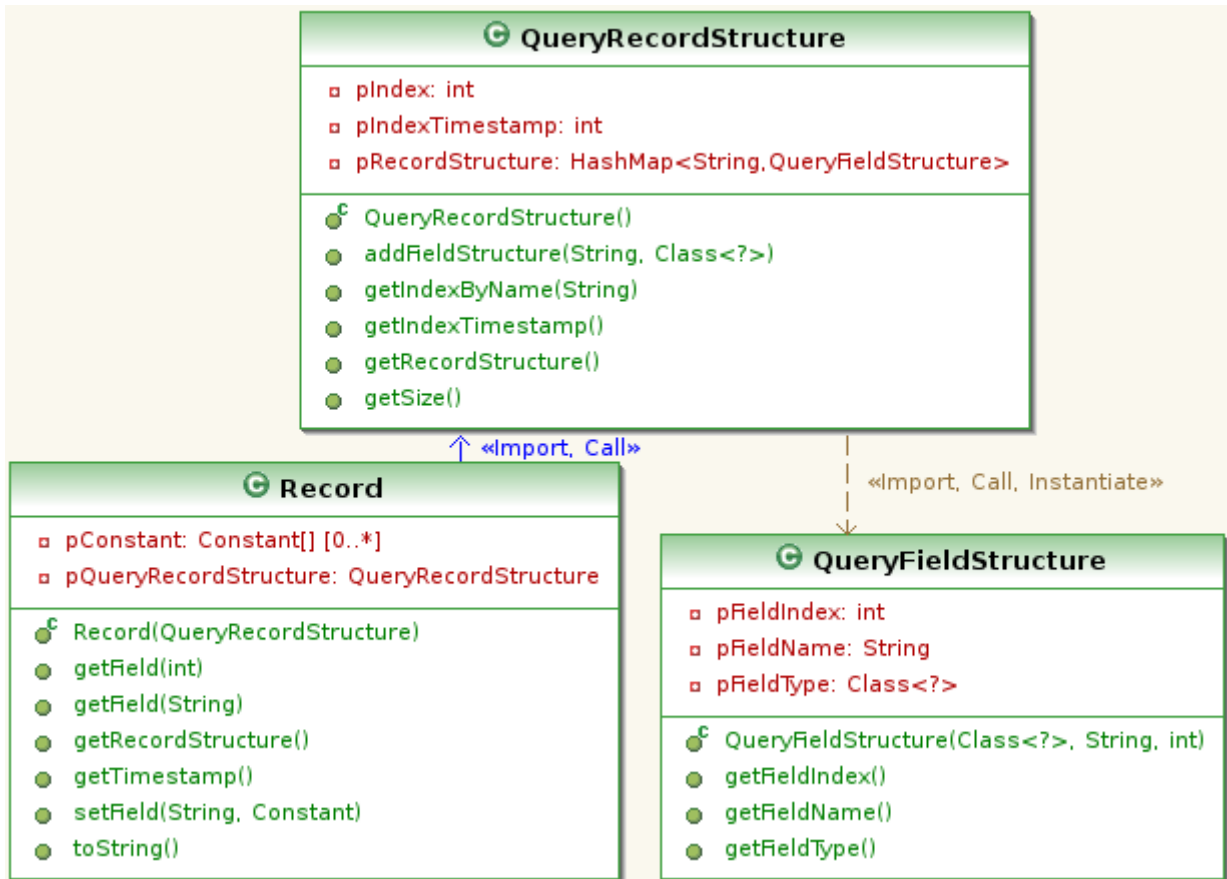 QueryRecordStructure
pIndex: int
pIndexTimestamp: int
pRecordStructure: HashMap<String,QueryFieldStructure>
QueryRecordStructure()
addFieldStructure(String, Class<?>)
getIndexByName(String)
getIndexTimestamp()
getRecordStructure()
getSize()
«Import, Call»
«Import, Call, Instantiate»
Record
pConstant: Constant[] [0..*]
pQueryRecordStructure: QueryRecordStructure
Record(QueryRecordStructure)
getField(int)
getField(String)
getRecordStructure()
getTimestamp()
setField(String, Constant)
toString()
QueryFieldStructure
pFieldIndex: int
pFieldName: String
pFieldType: Class<?>
QueryFieldStructure(Class<?>, String, int)
getFieldIndex()
getFieldName()
getFieldType()